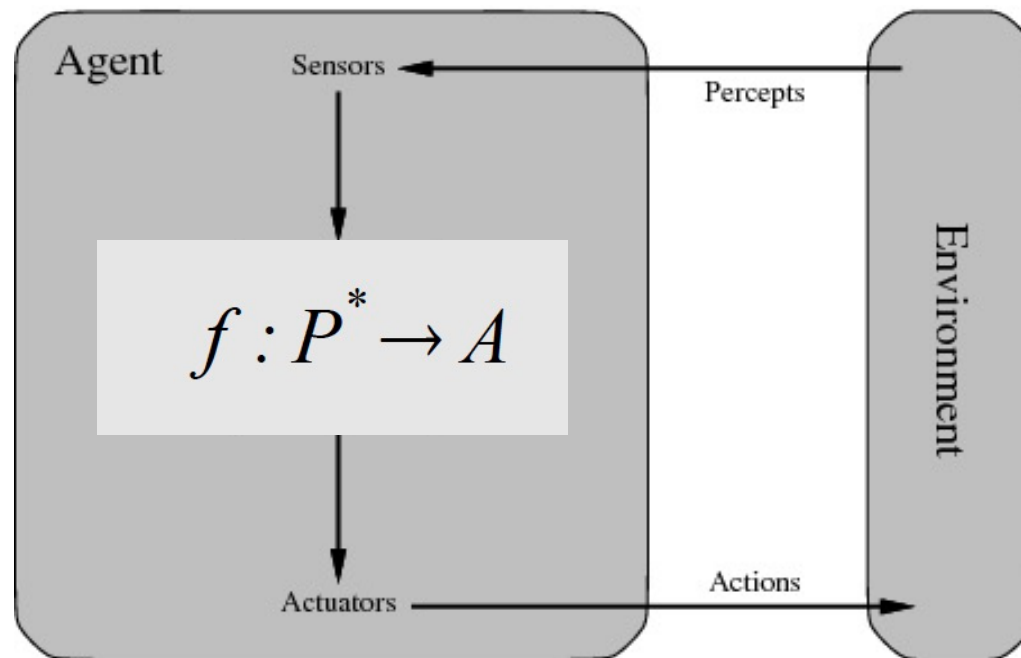 Agent
Sensors
Percepts
Environment
f : P* → A
Actions
Actuators